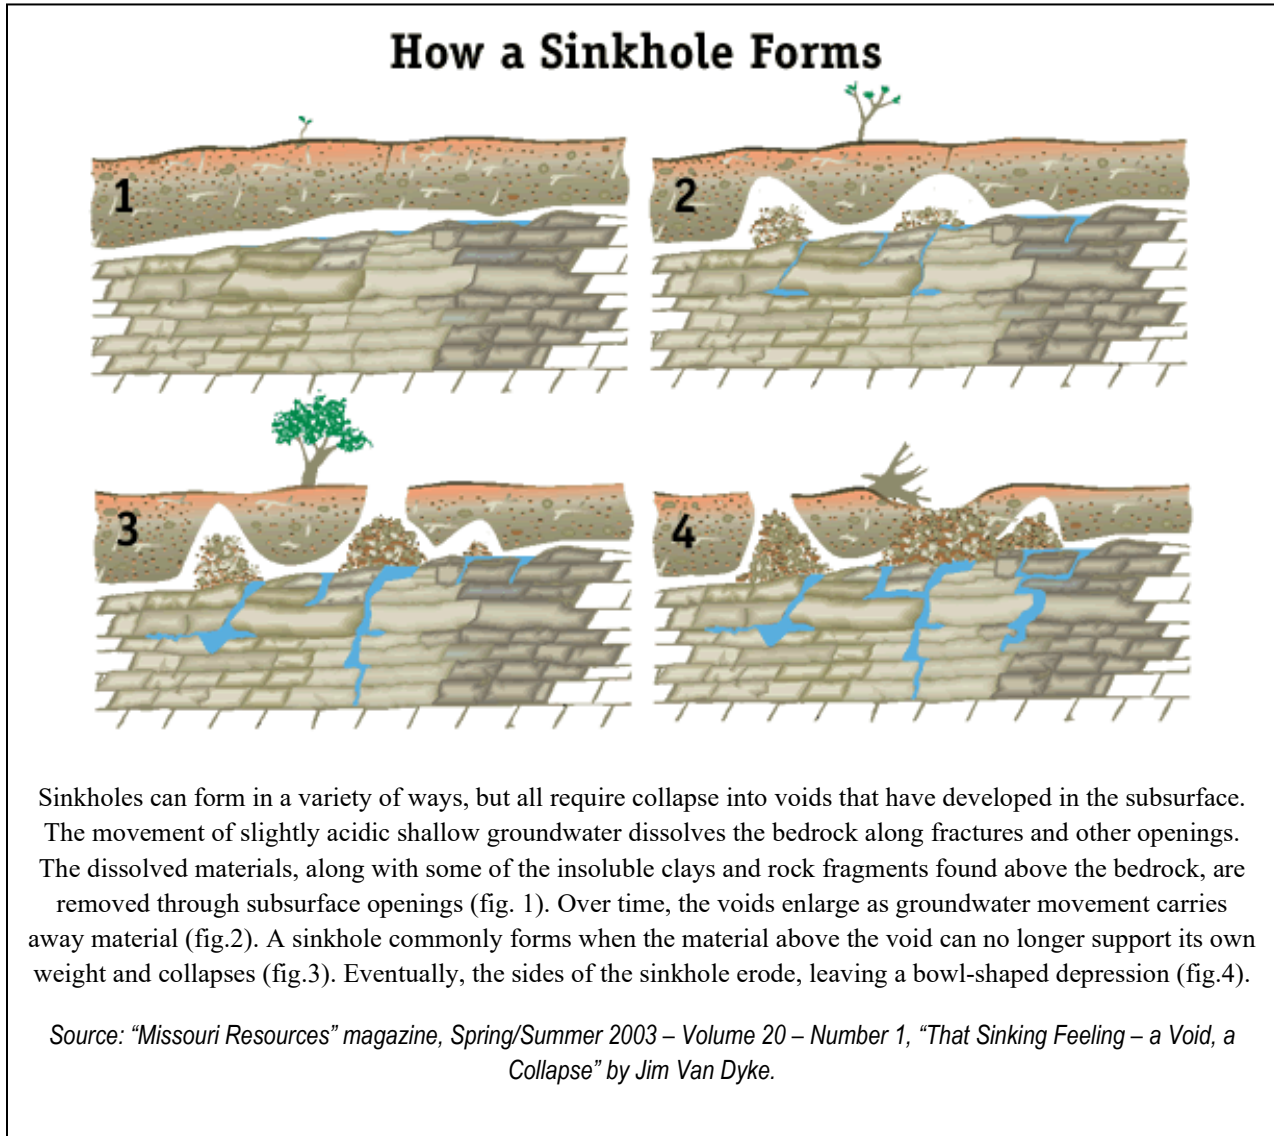 How a Sinkhole Forms
1
2
3
4
Sinkholes can form in a variety of ways, but all require collapse into voids that have developed in the subsurface.
The movement of slightly acidic shallow groundwater dissolves the bedrock along fractures and other openings.
The dissolved materials, along with some of the insoluble clays and rock fragments found above the bedrock, are
removed through subsurface openings (fig. 1). Over time, the voids enlarge as groundwater movement carries
away material (fig.2). A sinkhole commonly forms when the material above the void can no longer support its own
weight and collapses (fig.3). Eventually, the sides of the sinkhole erode, leaving a bowl-shaped depression (fig.4).
Source: “Missouri Resources” magazine, Spring/Summer 2003 – Volume 20 – Number 1, “That Sinking Feeling – a Void, a
Collapse” by Jim Van Dyke.